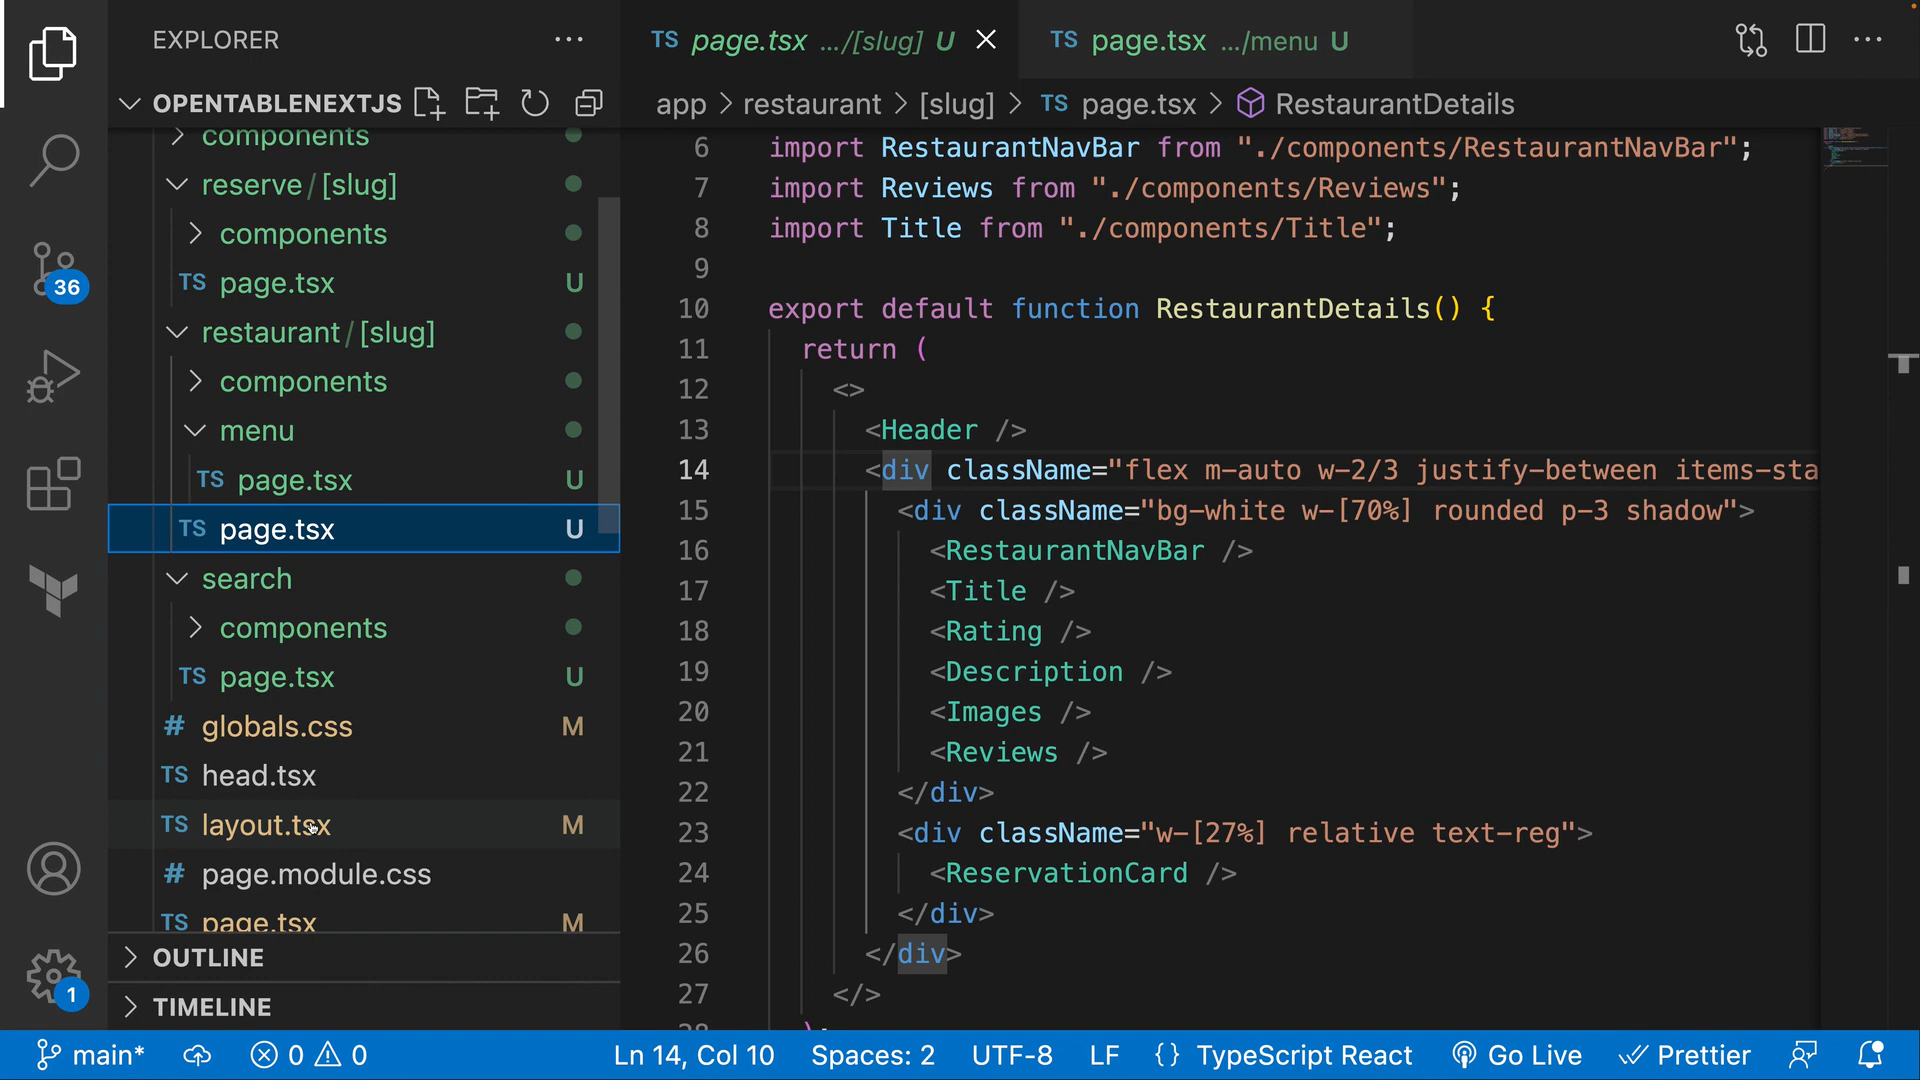 EXPLORER
OPENTABLENEXTJS
components
reserve/[slug]
components
TS page.tsx U
restaurant/[slug]
components
menu
TS page.tsx U
TS page.tsx U
search
components
TS page.tsx U
# globals.css M
TS head.tsx
TS layout.tsx M
# page.module.css
TS page.tsx M
OUTLINE
TIMELINE
36
1
TS page.tsx .../[slug] U
TS page.tsx .../menu U
app > restaurant > [slug] > TS page.tsx > RestaurantDetails
6 import RestaurantNavBar from "./components/RestaurantNavBar";
7 import Reviews from "./components/Reviews";
8 import Title from "./components/Title";
9
10 export default function RestaurantDetails() {
11 return (
12 <>
13 <Header />
14 <div className="flex m-auto w-2/3 justify-between items-sta
15 <div className="bg-white w-[70%] rounded p-3 shadow">
16 <RestaurantNavBar />
17 <Title />
18 <Rating />
19 <Description />
20 <Images />
21 <Reviews />
22 </div>
23 <div className="w-[27%] relative text-reg">
24 <ReservationCard />
25 </div>
26 </div>
27 </>
28 );
main* 0 0 Ln 14, Col 10 Spaces: 2 UTF-8 LF {} TypeScript React Go Live Prettier